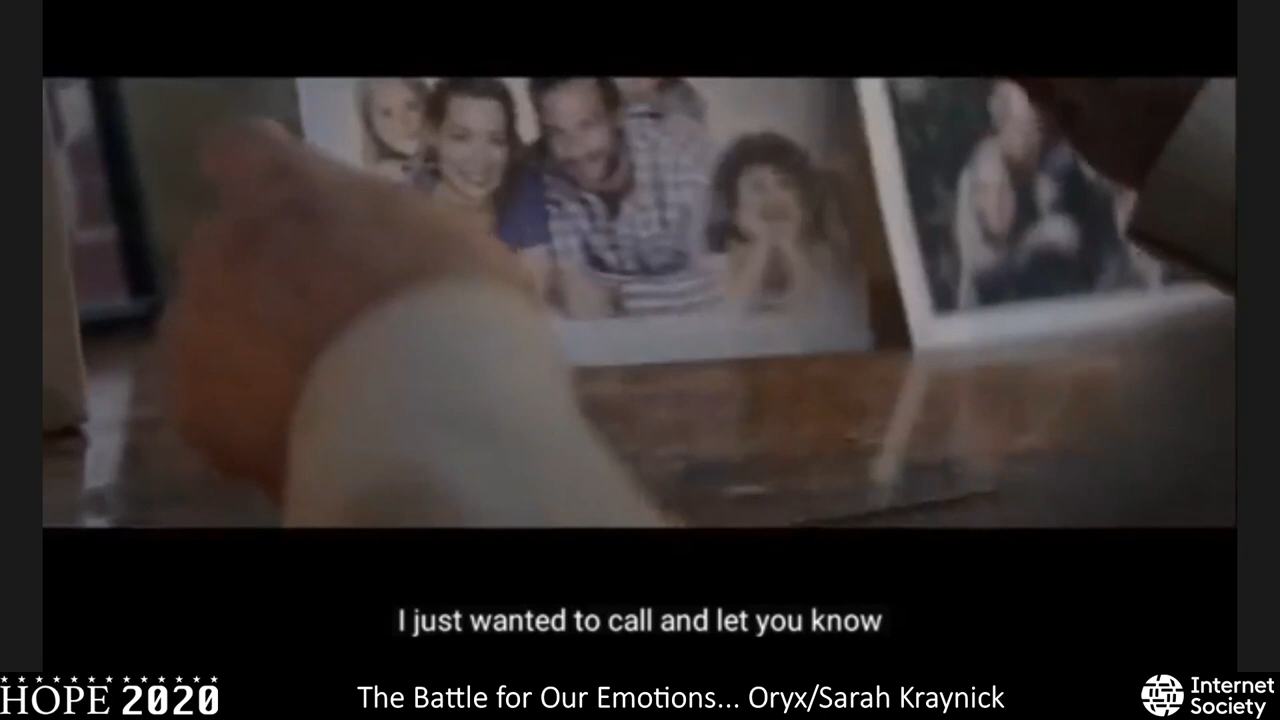 I just wanted to call and let you know
HOPE 2020
The Battle for Our Emotions... Oryx/Sarah Kraynick
Internet
Society